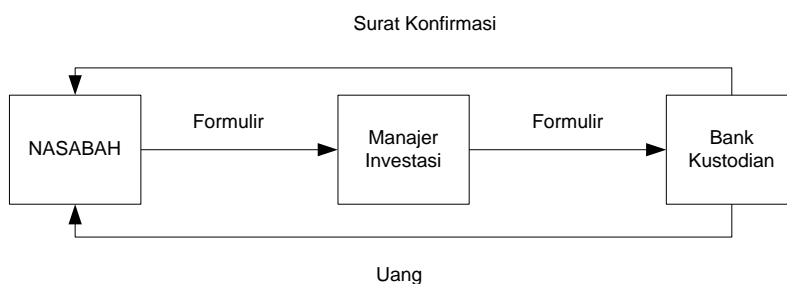 Surat Konfirmasi
NASABAH
Formulir
Manajer
Investasi
Formulir
Bank
Kustodian
Uang